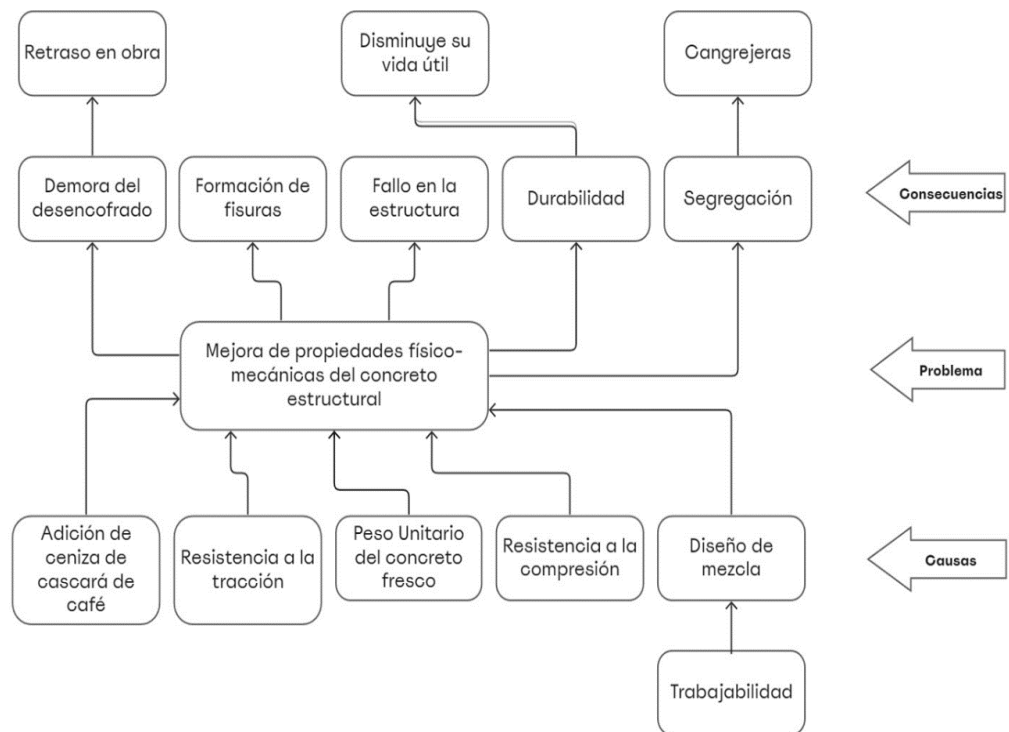 Retraso en obra
Disminuye su
vida útil
Cangrejeras
Demora del
desencofrado
Formación de
fisuras
Fallo en la
estructura
Durabilidad
Segregación
Consecuencias
Mejora de propiedades físico-
mecánicas del concreto
estructural
Problema
Adición de
ceniza de
cascará de
café
Resistencia a la
tracción
Peso Unitario
del concreto
fresco
Resistencia a la
compresión
Diseño de
mezcla
Causas
Trabajabilidad